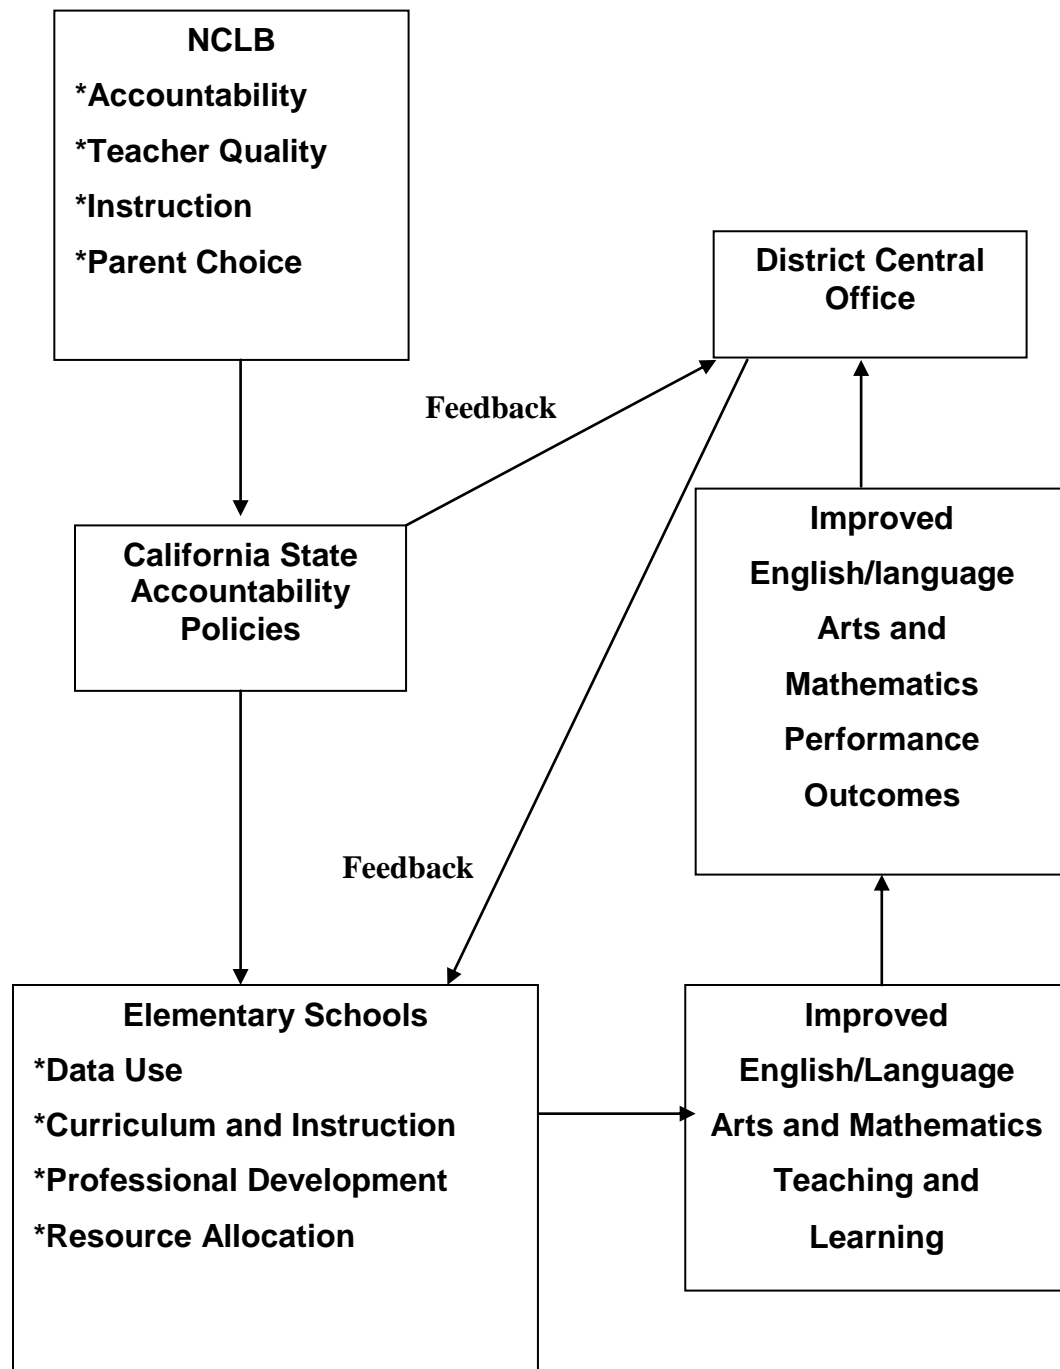 NCLB
*Accountability
*Teacher Quality
*Instruction
*Parent Choice
District Central
Office
Feedback
California State
Accountability
Policies
Improved
English/language
Arts and
Mathematics
Performance
Outcomes
Feedback
Elementary Schools
*Data Use
*Curriculum and Instruction
*Professional Development
*Resource Allocation
Improved
English/Language
Arts and Mathematics
Teaching and
Learning